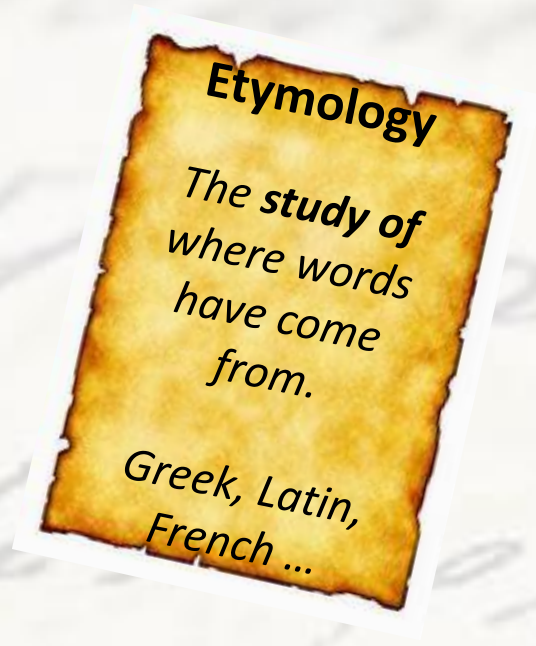 Etymology
The study of
where words
have come
from.
Greek, Latin,
French ...